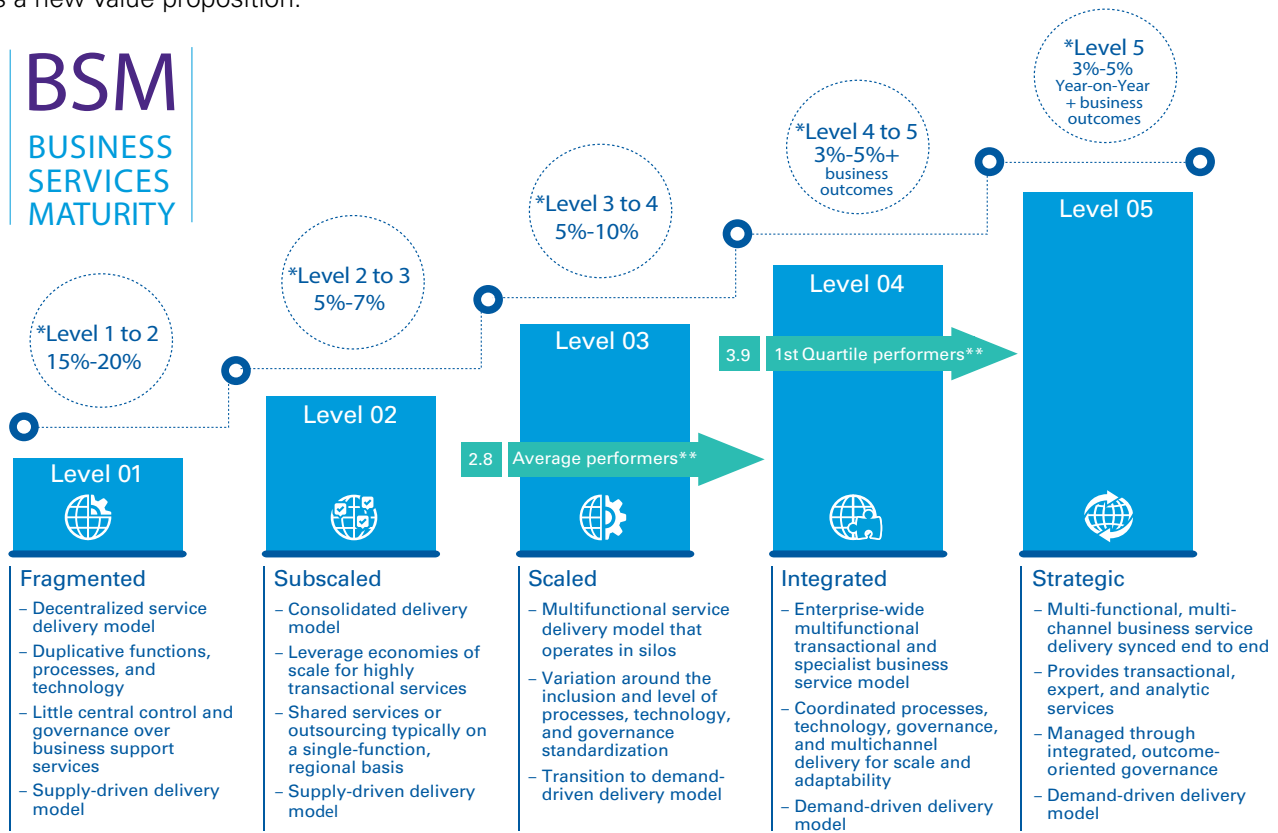 s a new value proposition.
BSM
BUSINESS
SERVICES
MATURITY
*Level 1 to 2
15%-20%
*Level 2 to 3
5%-7%
*Level 3 to 4
5%-10%
*Level 4 to 5
3%-5%+
business
outcomes
*Level 5
3%-5%
Year-on-Year
+ business
outcomes
Level 01
Level 02
Level 03
Level 04
Level 05
2.8 Average performers**
3.9 1st Quartile performers**
Fragmented
– Decentralized service
delivery model
– Duplicative functions,
processes, and
technology
– Little central control and
governance over
business support
services
– Supply-driven delivery
model
Subscaled
– Consolidated delivery
model
– Leverage economies of
scale for highly
transactional services
– Shared services or
outsourcing typically on
a single-function,
regional basis
– Supply-driven delivery
model
Scaled
– Multifunctional service
delivery model that
operates in silos
– Variation around the
inclusion and level of
processes, technology,
and governance
standardization
– Transition to demand-
driven delivery model
Integrated
– Enterprise-wide
multifunctional
transactional and
specialist business
service model
– Coordinated processes,
technology, governance,
and multichannel
delivery for scale and
adaptability
– Demand-driven delivery
model
Strategic
– Multi-functional, multi-
channel business service
delivery synced end to end
– Provides transactional,
expert, and analytic
services
– Managed through
integrated, outcome-
oriented governance
– Demand-driven delivery
model